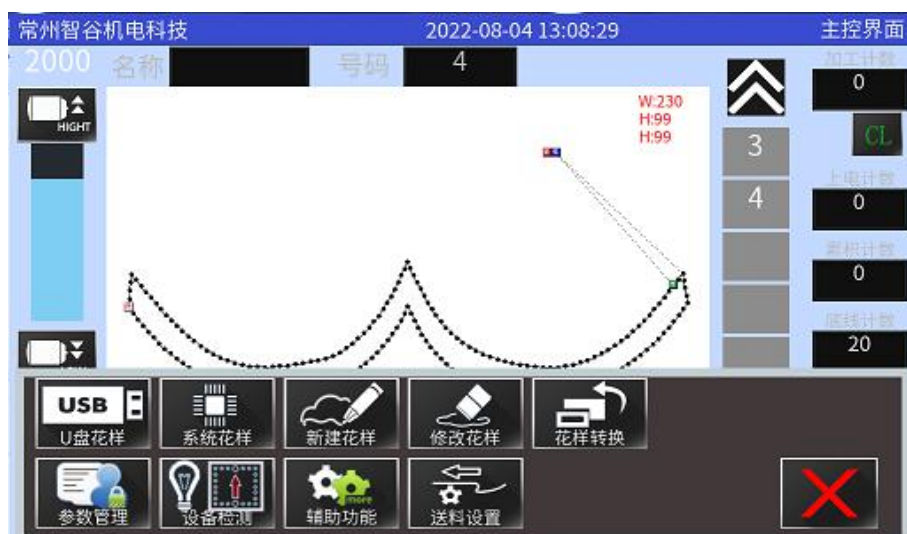 常州智谷机电科技 2022-08-04 13:08:29 主控界面
2000 名称 号码 4 加工计数
0
HIGHT
W:230
H:99
H:99
CL
3
上电计数
4
0
累积计数
0
底线计数
20
USB
U盘花样 系统花样 新建花样 修改花样 花样转换
more
参数管理 设备检测 辅助功能 送料设置